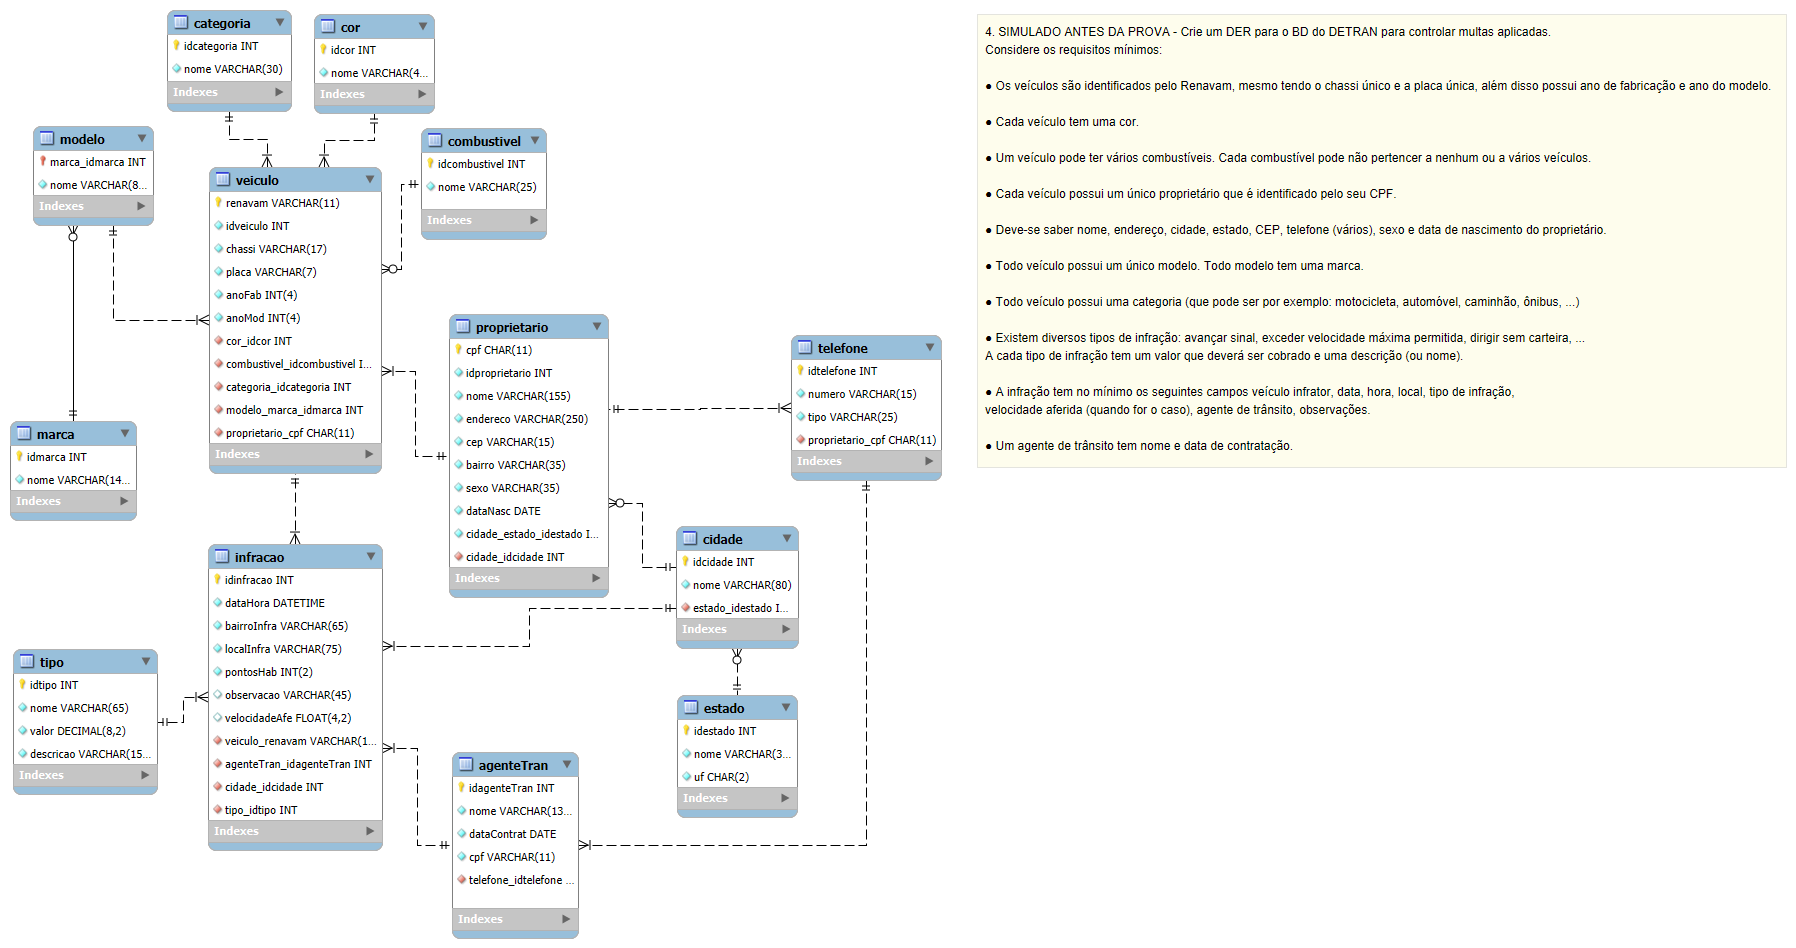 categoria
idcategoria INT
nome VARCHAR(30)
Indexes
cor
idcor INT
nome VARCHAR(4...
Indexes
modelo
marca_idmarca INT
nome VARCHAR(8...
Indexes
combustivel
idcombustivel INT
nome VARCHAR(25)
Indexes
veiculo
renavam VARCHAR(11)
idveiculo INT
chassi VARCHAR(17)
placa VARCHAR(7)
anoFab INT(4)
anoMod INT(4)
cor_idcor INT
combustivel_idcombustivel I...
categoria_idcategoria INT
modelo_marca_idmarca INT
proprietario_cpf CHAR(11)
Indexes
proprietario
cpf CHAR(11)
idproprietario INT
nome VARCHAR(155)
endereco VARCHAR(250)
cep VARCHAR(15)
bairro VARCHAR(35)
sexo VARCHAR(35)
dataNasc DATE
cidade_estado_idestado I...
cidade_idcidade INT
Indexes
telefone
idtelefone INT
numero VARCHAR(15)
tipo VARCHAR(25)
proprietario_cpf CHAR(11)
Indexes
marca
idmarca INT
nome VARCHAR(14...
Indexes
cidade
idcidade INT
nome VARCHAR(80)
estado_idestado I...
Indexes
infracao
idinfracao INT
dataHora DATETIME
bairroInfra VARCHAR(65)
localInfra VARCHAR(75)
pontosHab INT(2)
observacao VARCHAR(45)
velocidadeAfe FLOAT(4,2)
veiculo_renavam VARCHAR(1...
agenteTran_idagenteTran INT
cidade_idcidade INT
tipo_idtipo INT
Indexes
tipo
idtipo INT
nome VARCHAR(65)
valor DECIMAL(8,2)
descricao VARCHAR(15...
Indexes
estado
idestado INT
nome VARCHAR(3...
uf CHAR(2)
Indexes
agenteTran
idagenteTran INT
nome VARCHAR(13...
dataContrat DATE
cpf VARCHAR(11)
telefone_idtelefone ...
Indexes
4. SIMULADO ANTES DA PROVA - Crie um DER para o BD do DETRAN para controlar multas aplicadas.
Considere os requisitos mínimos:
● Os veículos são identificados pelo Renavam, mesmo tendo o chassi único e a placa única, além disso possui ano de fabricação e ano do modelo.
● Cada veículo tem uma cor.
● Um veículo pode ter vários combustíveis. Cada combustível pode não pertencer a nenhum ou a vários veículos.
● Cada veículo possui um único proprietário que é identificado pelo seu CPF.
● Deve-se saber nome, endereço, cidade, estado, CEP, telefone (vários), sexo e data de nascimento do proprietário.
● Todo veículo possui um único modelo. Todo modelo tem uma marca.
● Todo veículo possui uma categoria (que pode ser por exemplo: motocicleta, automóvel, caminhão, ônibus, ...)
● Existem diversos tipos de infração: avançar sinal, exceder velocidade máxima permitida, dirigir sem carteira, ...
A cada tipo de infração tem um valor que deverá ser cobrado e uma descrição (ou nome).
● A infração tem no mínimo os seguintes campos veículo infrator, data, hora, local, tipo de infração,
velocidade aferida (quando for o caso), agente de trânsito, observações.
● Um agente de trânsito tem nome e data de contratação.